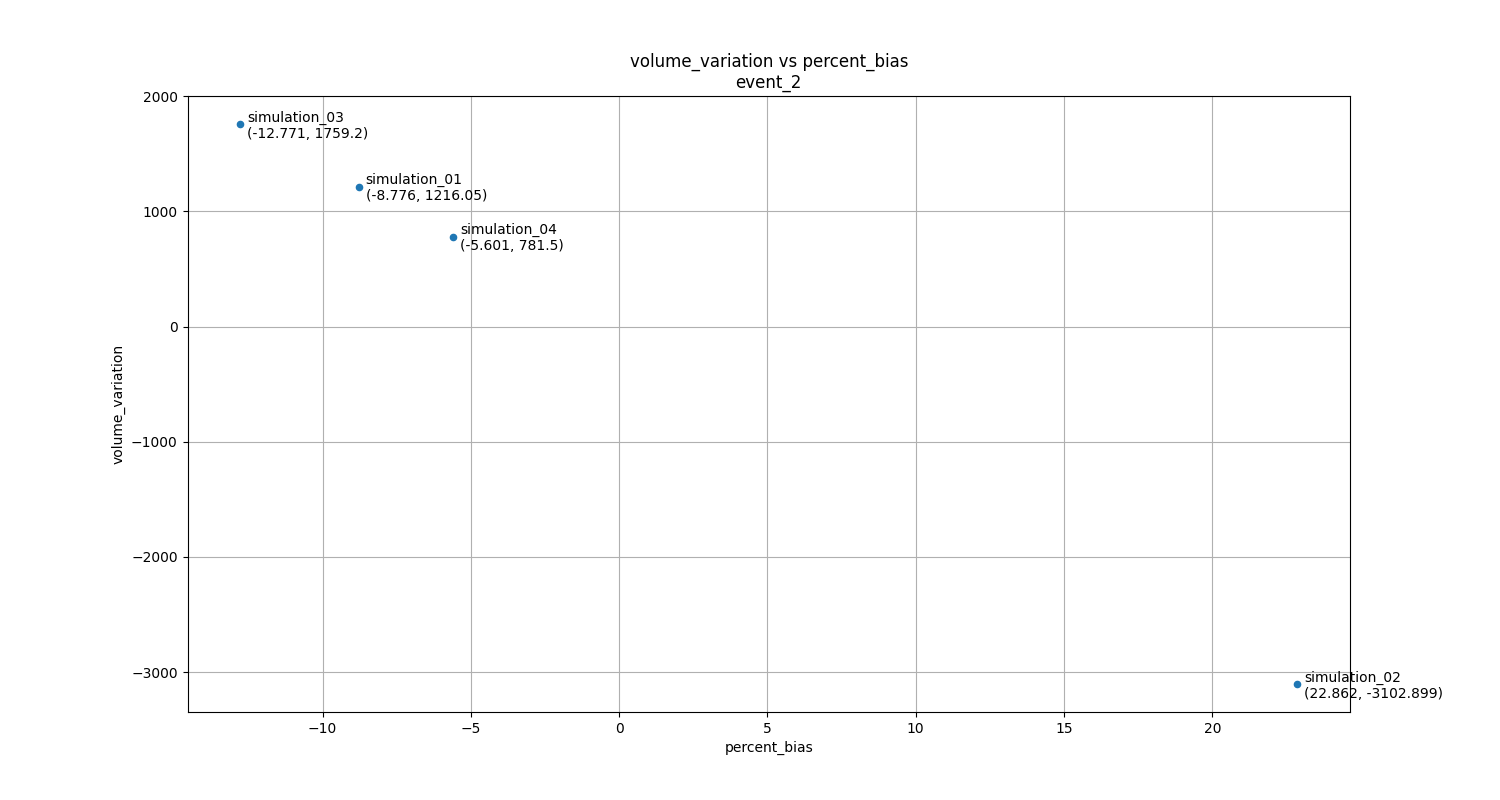 volume_variation vs percent_bias
event_2
2000
simulation_03
(-12.771, 1759.2)
simulation_01
(-8.776, 1216.05)
1000
simulation_04
(-5.601, 781.5)
0
volume_variation
−1000
−2000
−3000
simulation_02
(22.862, -3102.899)
−10
−5
0
5
10
15
20
percent_bias